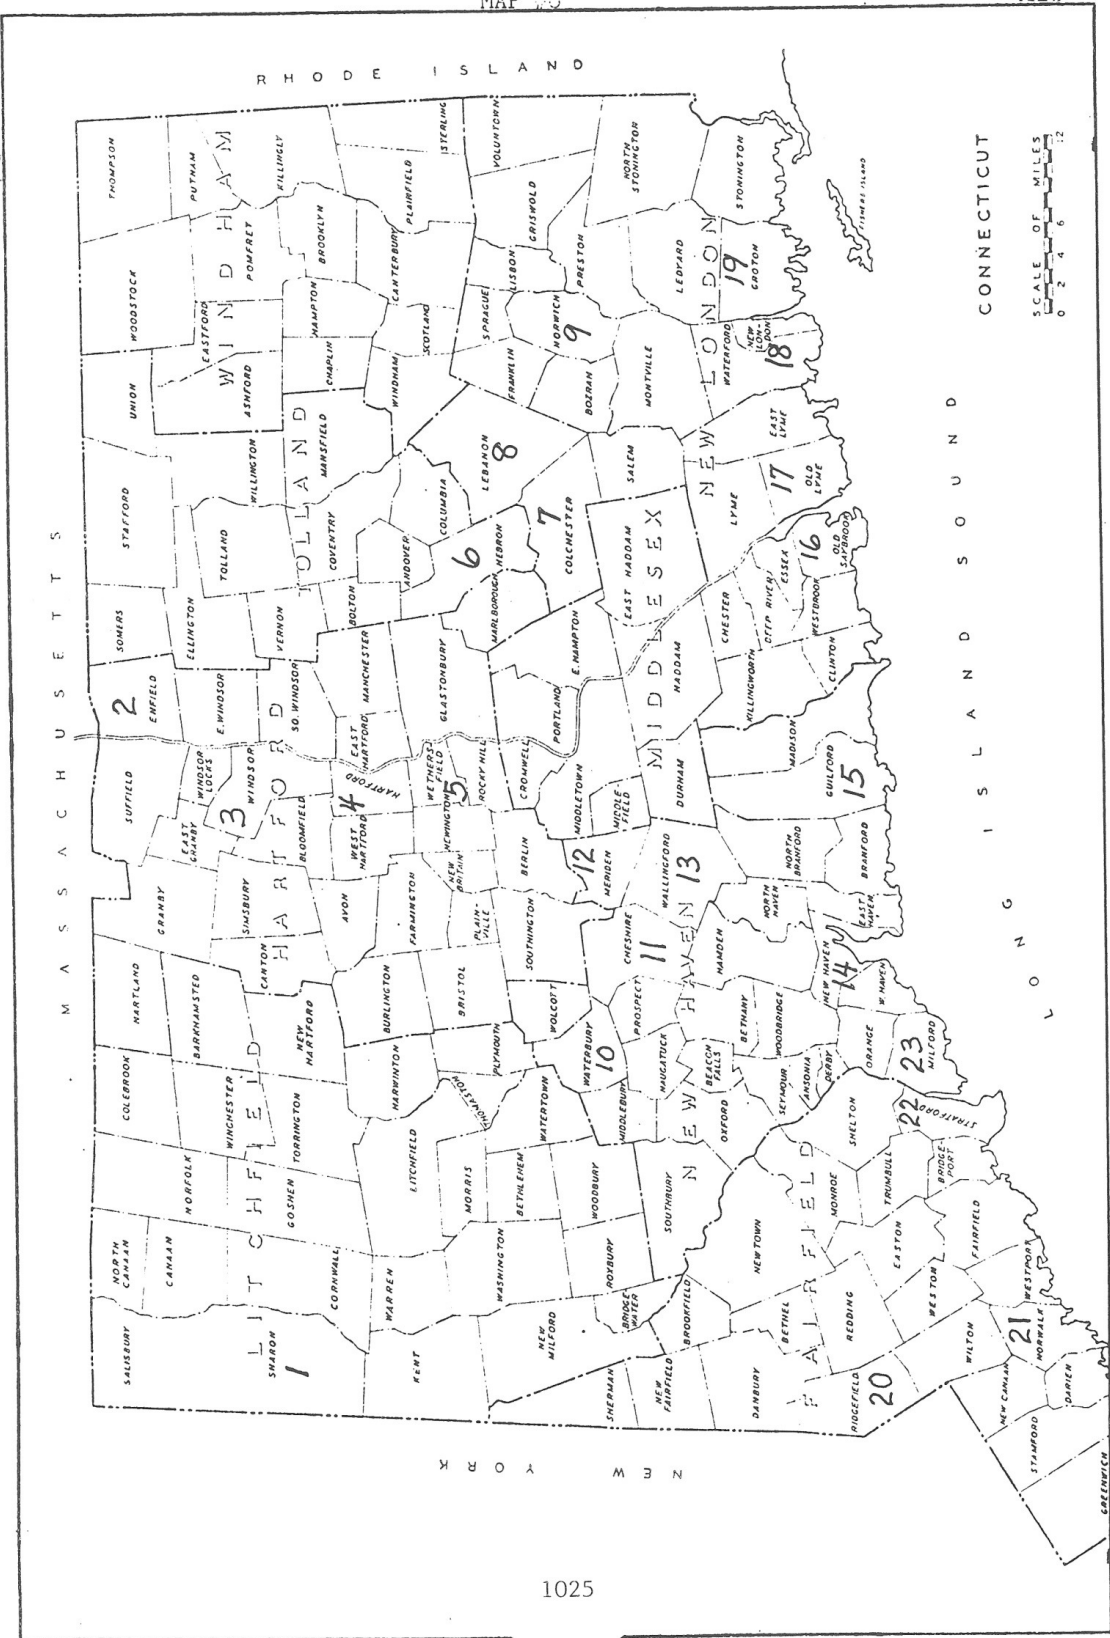 MAP
RHODE ISLAND
MASSACHUSETTS
NEW YORK
LONG ISLAND SOUND
CONNECTICUT
SCALE OF MILES
0 2 4 6 12
FISHERS ISLAND
WINDHAM
THOMPSON
PUTNAM
KILLINGLY
STERLING
WOODSTOCK
POMFRET
BROOKLYN
PLAINFIELD
EASTFORD
HAMPTON
CANTERBURY
ASHFORD
CHAPLIN
SCOTLAND
WINDHAM
TOLLAND
UNION
STAFFORD
WILLINGTON
MANSFIELD
SOMERS
ELLINGTON
TOLLAND
COVENTRY
VERNON
BOLTON
ANDOVER
COLUMBIA
HEBRON
6
NEW LONDON
VOLUNTOWN
NORTH
STONINGTON
STONINGTON
GRISWOLD
LISBON
PRESTON
LEDYARD
19
GROTON
SPRAGUE
NORWICH
9
FRANKLIN
BOZRAH
MONTVILLE
WATERFORD
NEW
LON-
DON
18
LEBANON
8
SALEM
EAST
LYME
COLCHESTER
7
LYME
17
OLD
LYME
HARTFORD
2
ENFIELD
SUFFIELD
E. WINDSOR
WINDSOR
LOCKS
EAST
GRANBY
3
WINDSOR
SO. WINDSOR
BLOOMFIELD
GRANBY
SIMSBURY
HARTLAND
CANTON
AVON
WEST
HARTFORD
4
HARTFORD
EAST
HARTFORD
MANCHESTER
GLASTONBURY
WETHERS-
FIELD
5
NEWINGTON
ROCKY HILL
MARLBOROUGH
NEW
BRITAIN
FARMINGTON
PLAIN-
VILLE
BERLIN
BURLINGTON
BRISTOL
SOUTHINGTON
MIDDLESEX
CROMWELL
PORTLAND
E. HAMPTON
MIDDLETOWN
MIDDLE-
FIELD
DURHAM
HADDAM
EAST HADDAM
CHESTER
DEEP RIVER
ESSEX
16
OLD
SAYBROOK
WESTBROOK
KILLINGWORTH
CLINTON
LITCHFIELD
COLEBROOK
BARKHAMSTED
NEW
HARTFORD
WINCHESTER
TORRINGTON
NORFOLK
GOSHEN
NORTH
CANAAN
CANAAN
SALISBURY
SHARON
1
CORNWALL
HARWINTON
LITCHFIELD
THOMASTON
PLYMOUTH
MORRIS
WATERTOWN
BETHLEHEM
WOODBURY
WARREN
KENT
WASHINGTON
ROXBURY
NEW
MILFORD
BRIDGE
WATER
NEW HAVEN
WOLCOTT
WATERBURY
10
PROSPECT
CHESHIRE
11
12
MERIDEN
WALLINGFORD
13
MIDDLEBURY
NAUGATUCK
BEACON
FALLS
BETHANY
HAMDEN
SOUTHBURY
OXFORD
SEYMOUR
ANSONIA
DERBY
WOODBRIDGE
NORTH
HAVEN
NORTH
BRANFORD
MADISON
GUILFORD
15
BRANFORD
EAST
HAVEN
NEW HAVEN
14
W. HAVEN
ORANGE
23
MILFORD
FAIRFIELD
SHERMAN
NEW
FAIRFIELD
BROOKFIELD
NEWTOWN
DANBURY
BETHEL
MONROE
SHELTON
RIDGEFIELD
20
REDDING
EASTON
TRUMBULL
22
STRATFORD
BRIDGE-
PORT
WESTON
FAIRFIELD
WILTON
WESTPORT
21
NORWALK
NEW CANAAN
DARIEN
STAMFORD
GREENWICH
1025